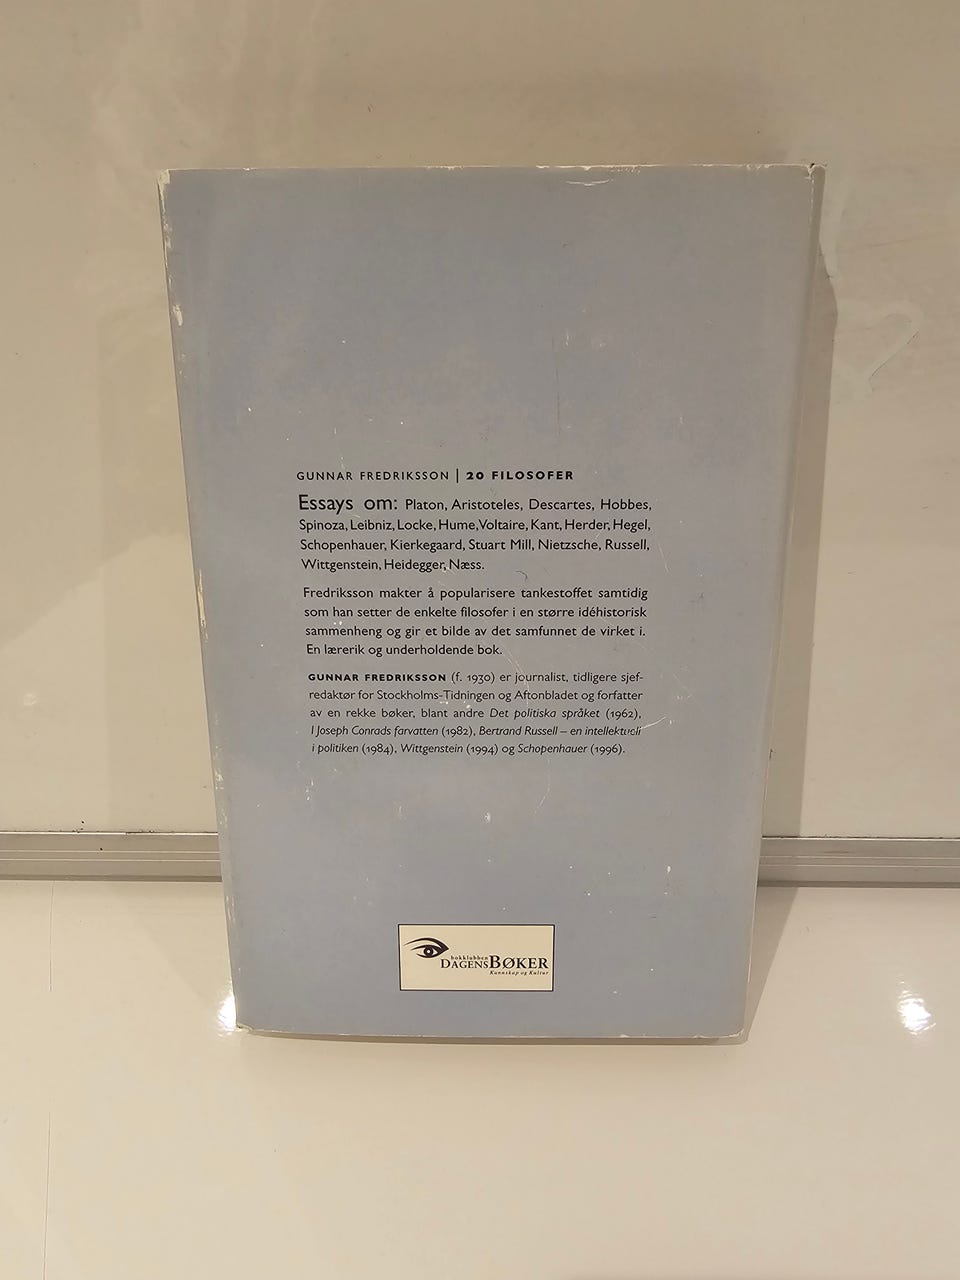 GUNNAR FREDRIKSSON | 20 FILOSOFER
Essays om: Platon, Aristoteles, Descartes, Hobbes,
Spinoza, Leibniz, Locke, Hume, Voltaire, Kant, Herder, Hegel,
Schopenhauer, Kierkegaard, Stuart Mill, Nietzsche, Russell,
Wittgenstein, Heidegger, Næss.
Fredriksson makter å popularisere tankestoffet samtidig
som han setter de enkelte filosofer i en større idéhistorisk
sammenheng og gir et bilde av det samfunnet de virket i.
En lærerik og underholdende bok.
GUNNAR FREDRIKSSON (f. 1930) er journalist, tidligere sjef-
redaktør for Stockholms-Tidningen og Aftonbladet og forfatter
av en rekke bøker, blant andre Det politiska språket (1962),
I Joseph Conrads farvatten (1982), Bertrand Russell – en intellektuell
i politiken (1984), Wittgenstein (1994) og Schopenhauer (1996).
bokklubben
DAGENS BØKER
Kunnskap og Kultur